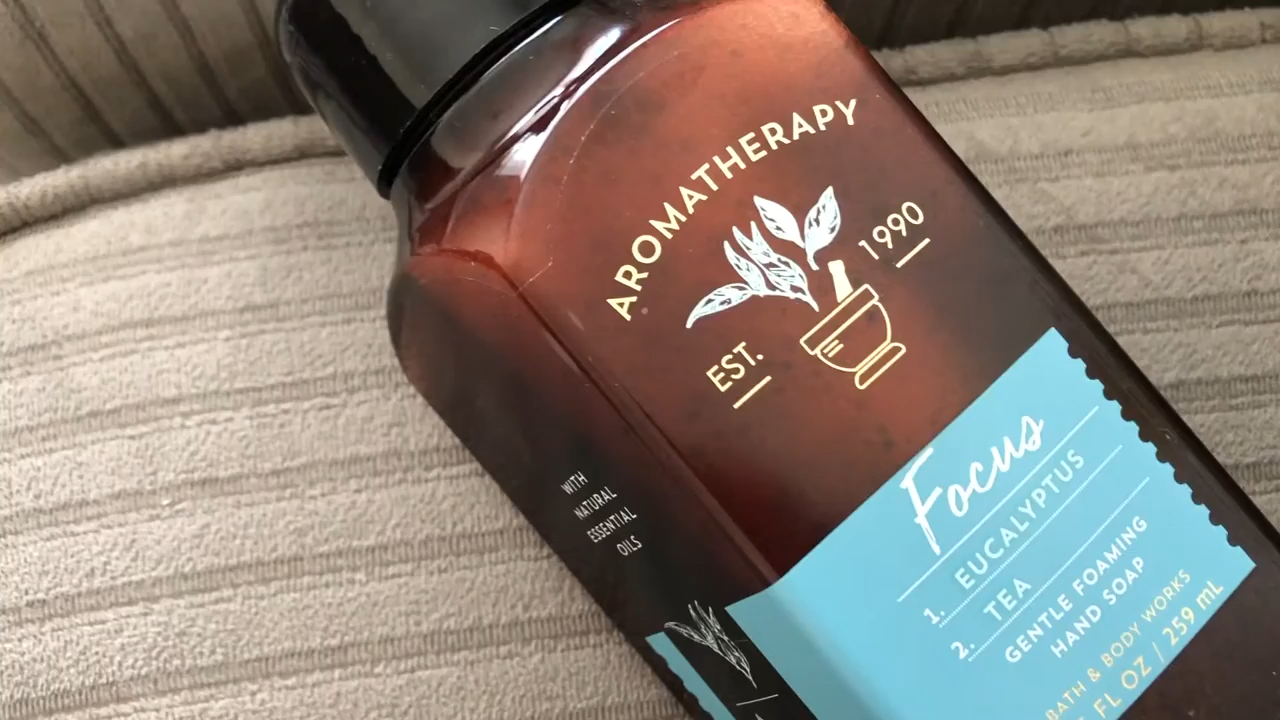 AROMATHERAPY
EST. 1990
Focus
1. EUCALYPTUS
2. TEA
GENTLE FOAMING
HAND SOAP
BATH & BODY WORKS
FL OZ / 259 mL
WITH
NATURAL
ESSENTIAL
OILS